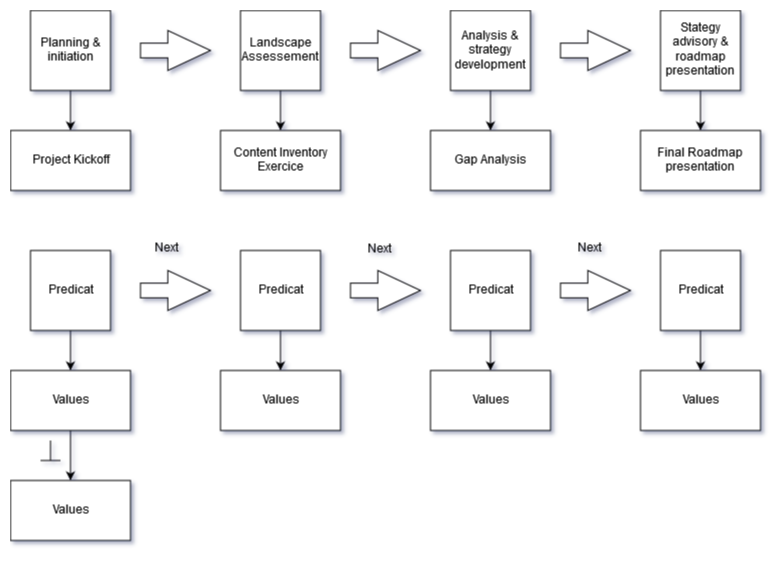 Planning &
initiation
Landscape
Assessement
Analysis &
strategy
development
Stategy
advisory &
roadmap
presentation
Project Kickoff
Content Inventory
Exercice
Gap Analysis
Final Roadmap
presentation
Next
Next
Next
Predicat
Predicat
Predicat
Predicat
Values
Values
Values
Values
⊥
Values